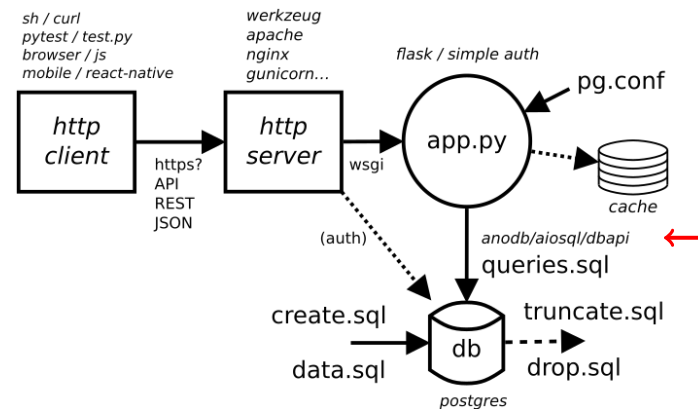 sh / curl
pytest / test.py
browser / js
mobile / react-native
werkzeug
apache
nginx
gunicorn...
flask / simple auth
pg.conf
http
client
http
server
app.py
https?
API
REST
JSON
wsgi
cache
(auth)
anodb/aiosql/dbapi
queries.sql
create.sql
data.sql
db
truncate.sql
drop.sql
postgres